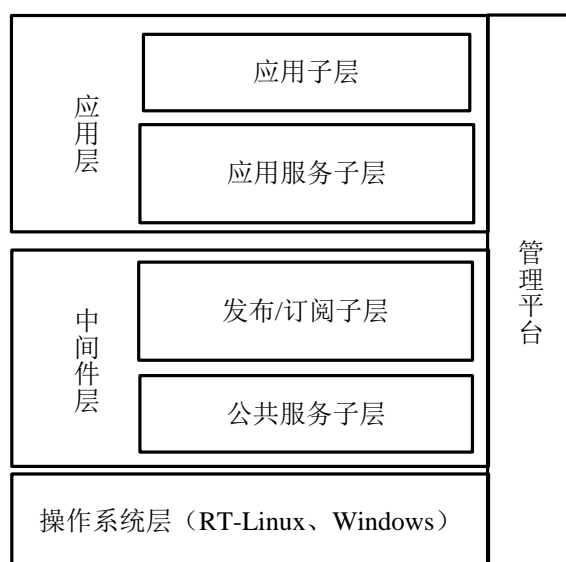 应用层
应用子层
应用服务子层
中间件层
发布/订阅子层
公共服务子层
操作系统层（RT-Linux、Windows）
管理平台